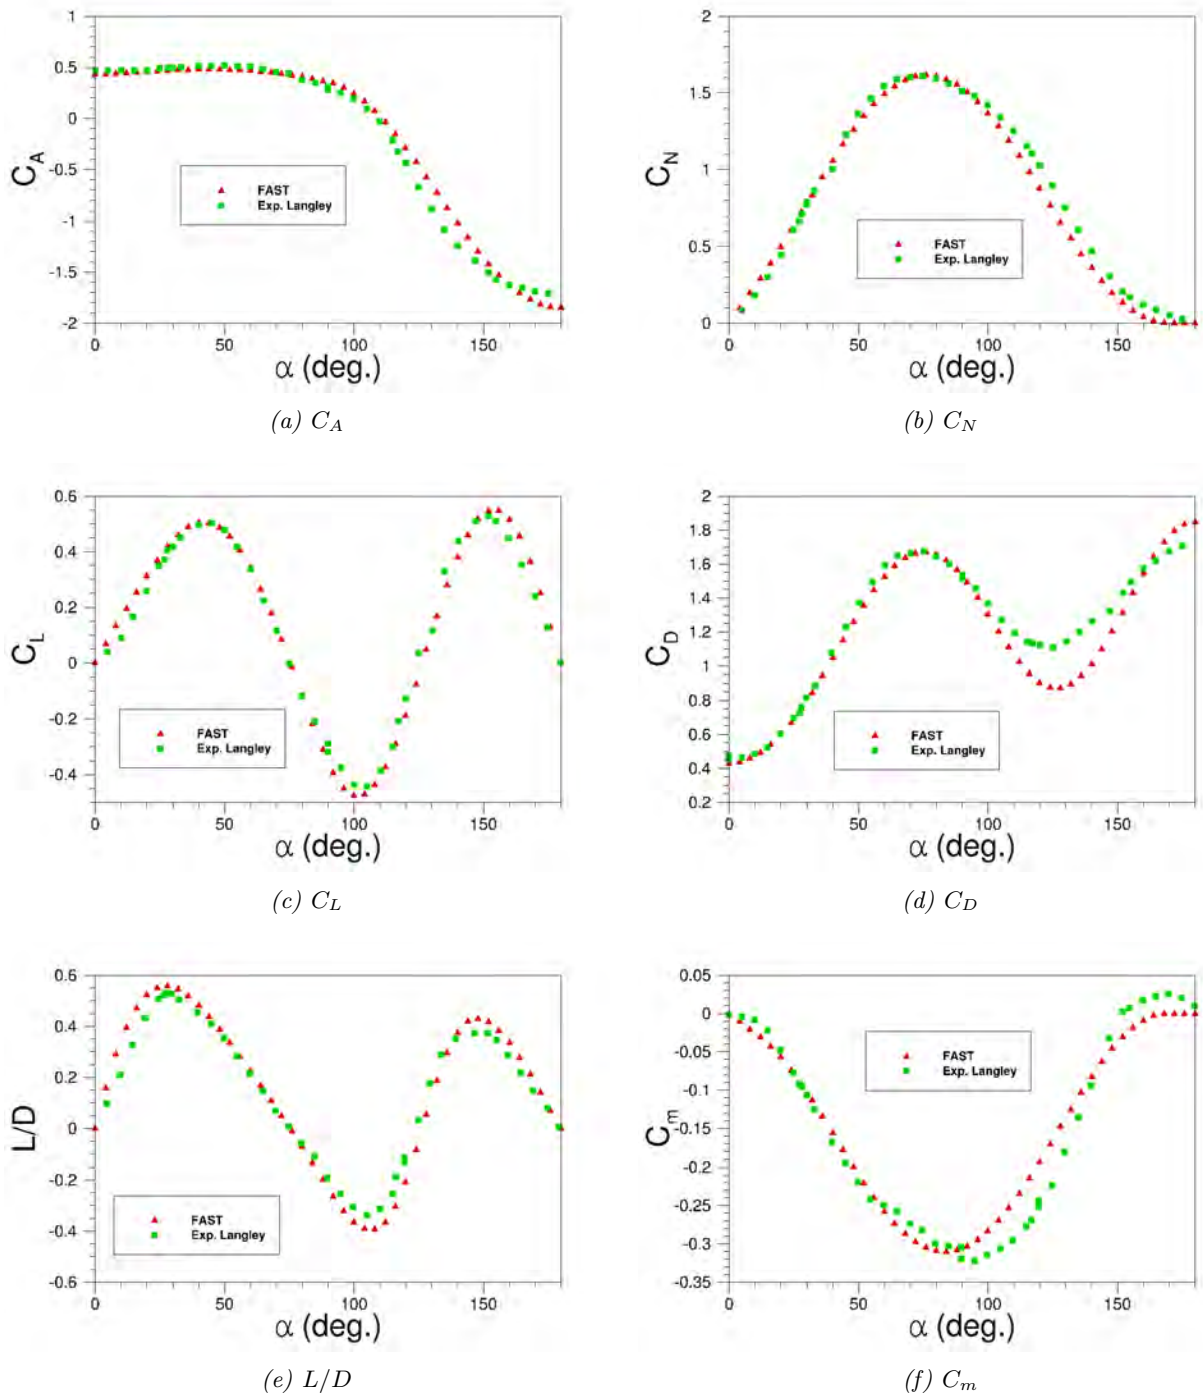 1
0.5
0
-0.5
-1
-1.5
-2
C_A
FAST
Exp. Langley
0 50 100 150
α (deg.)
(a) C_A
2
1.5
1
0.5
0
C_N
FAST
Exp. Langley
0 50 100 150
α (deg.)
(b) C_N
0.6
0.4
0.2
0
-0.2
-0.4
C_L
FAST
Exp. Langley
0 50 100 150
α (deg.)
(c) C_L
2
1.8
1.6
1.4
1.2
1
0.8
0.6
0.4
0.2
C_D
FAST
Exp. Langley
0 50 100 150
α (deg.)
(d) C_D
0.6
0.4
0.2
0
-0.2
-0.4
-0.6
L/D
FAST
Exp. Langley
0 50 100 150
α (deg.)
(e) L/D
0.05
0
-0.05
-0.1
-0.15
-0.2
-0.25
-0.3
-0.35
C_m
FAST
Exp. Langley
0 50 100 150
α (deg.)
(f) C_m